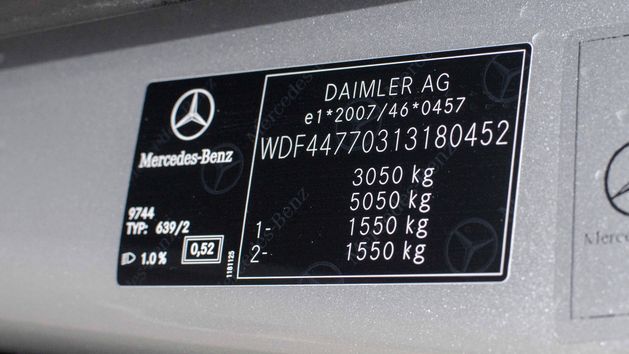 Mercedes-Benz
9744
TYP: 639/2
1.0 % 0,52
1181125
DAIMLER AG
e1*2007/46*0457
WDF44770313180452
3050 kg
5050 kg
1- 1550 kg
2- 1550 kg